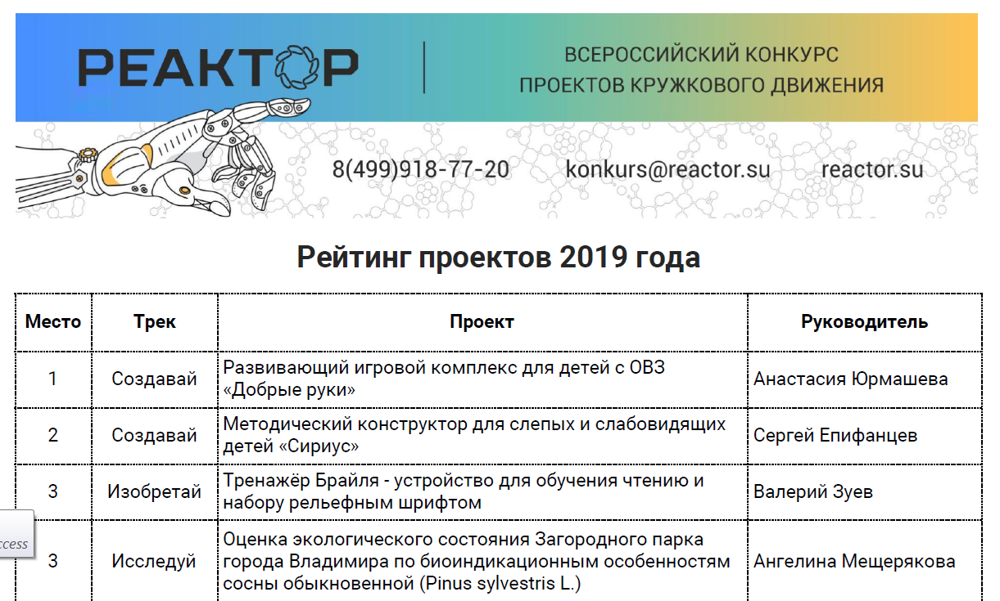 РЕАКТОР
ВСЕРОССИЙСКИЙ КОНКУРС
ПРОЕКТОВ КРУЖКОВОГО ДВИЖЕНИЯ
8(499)918-77-20 konkurs@reactor.su reactor.su
Рейтинг проектов 2019 года
Место Трек Проект Руководитель
1 Создавай Развивающий игровой комплекс для детей с ОВЗ
«Добрые руки» Анастасия Юрмашева
2 Создавай Методический конструктор для слепых и слабовидящих
детей «Сириус» Сергей Епифанцев
3 Изобретай Тренажёр Брайля - устройство для обучения чтению и
набору рельефным шрифтом Валерий Зуев
3 Исследуй Оценка экологического состояния Загородного парка
города Владимира по биоиндикационным особенностям
сосны обыкновенной (Pinus sylvestris L.) Ангелина Мещерякова